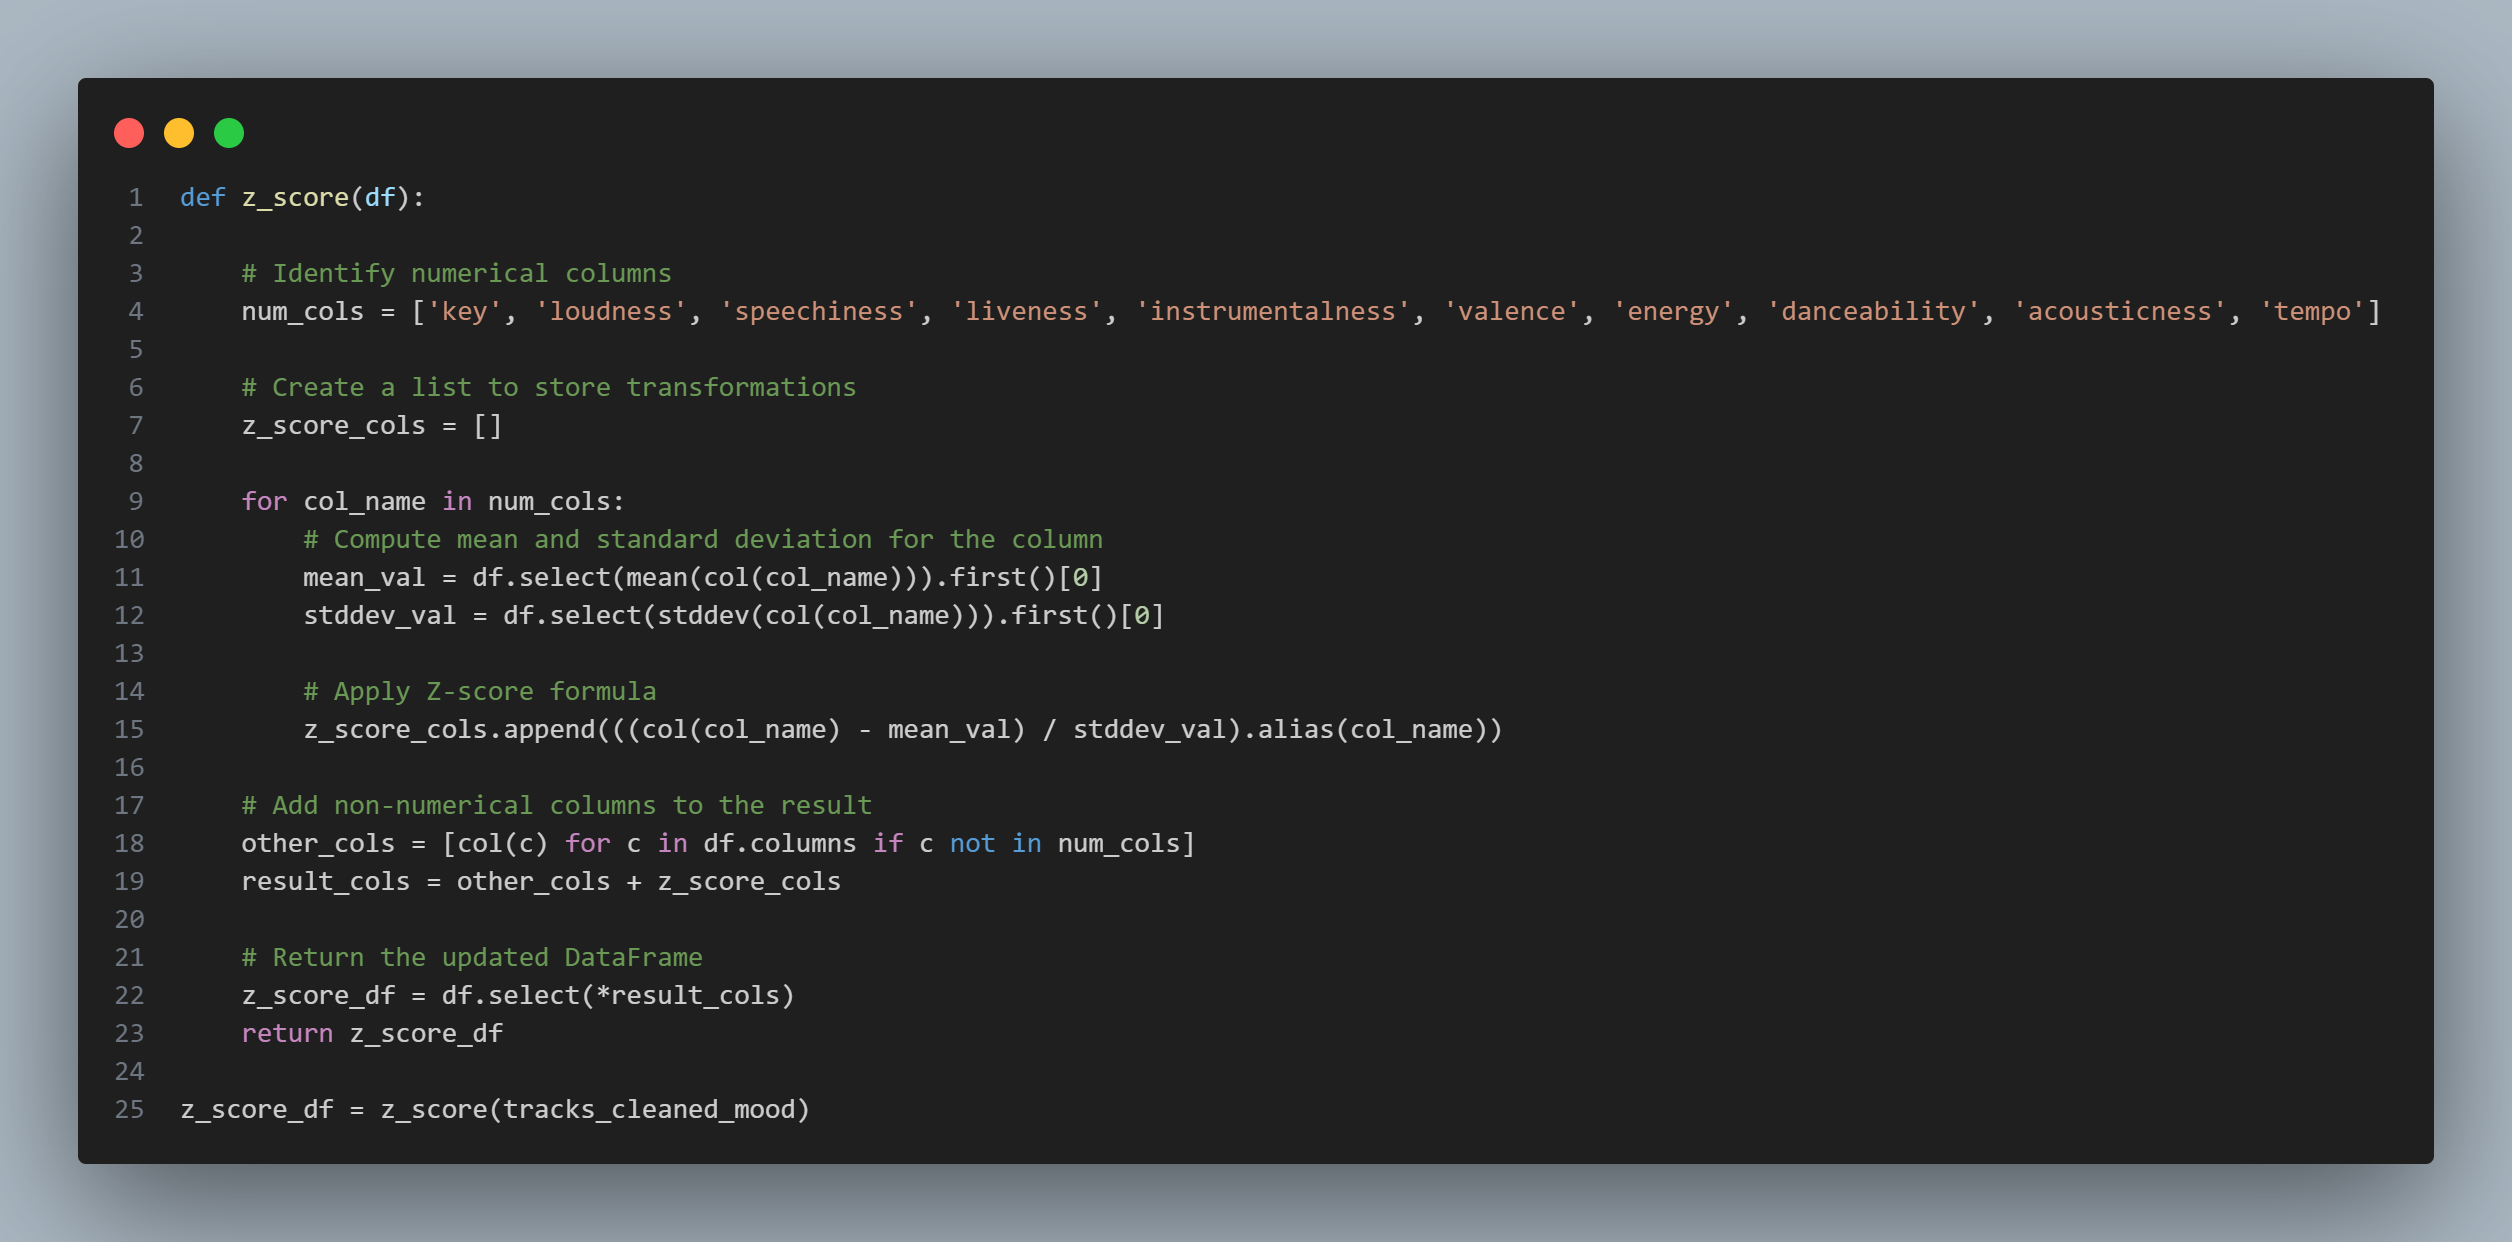 1 def z_score(df):
2
3     # Identify numerical columns
4     num_cols = ['key', 'loudness', 'speechiness', 'liveness', 'instrumentalness', 'valence', 'energy', 'danceability', 'acousticness', 'tempo']
5
6     # Create a list to store transformations
7     z_score_cols = []
8
9     for col_name in num_cols:
10         # Compute mean and standard deviation for the column
11         mean_val = df.select(mean(col(col_name))).first()[0]
12         stddev_val = df.select(stddev(col(col_name))).first()[0]
13
14         # Apply Z-score formula
15         z_score_cols.append(((col(col_name) - mean_val) / stddev_val).alias(col_name))
16
17     # Add non-numerical columns to the result
18     other_cols = [col(c) for c in df.columns if c not in num_cols]
19     result_cols = other_cols + z_score_cols
20
21     # Return the updated DataFrame
22     z_score_df = df.select(*result_cols)
23     return z_score_df
24
25 z_score_df = z_score(tracks_cleaned_mood)